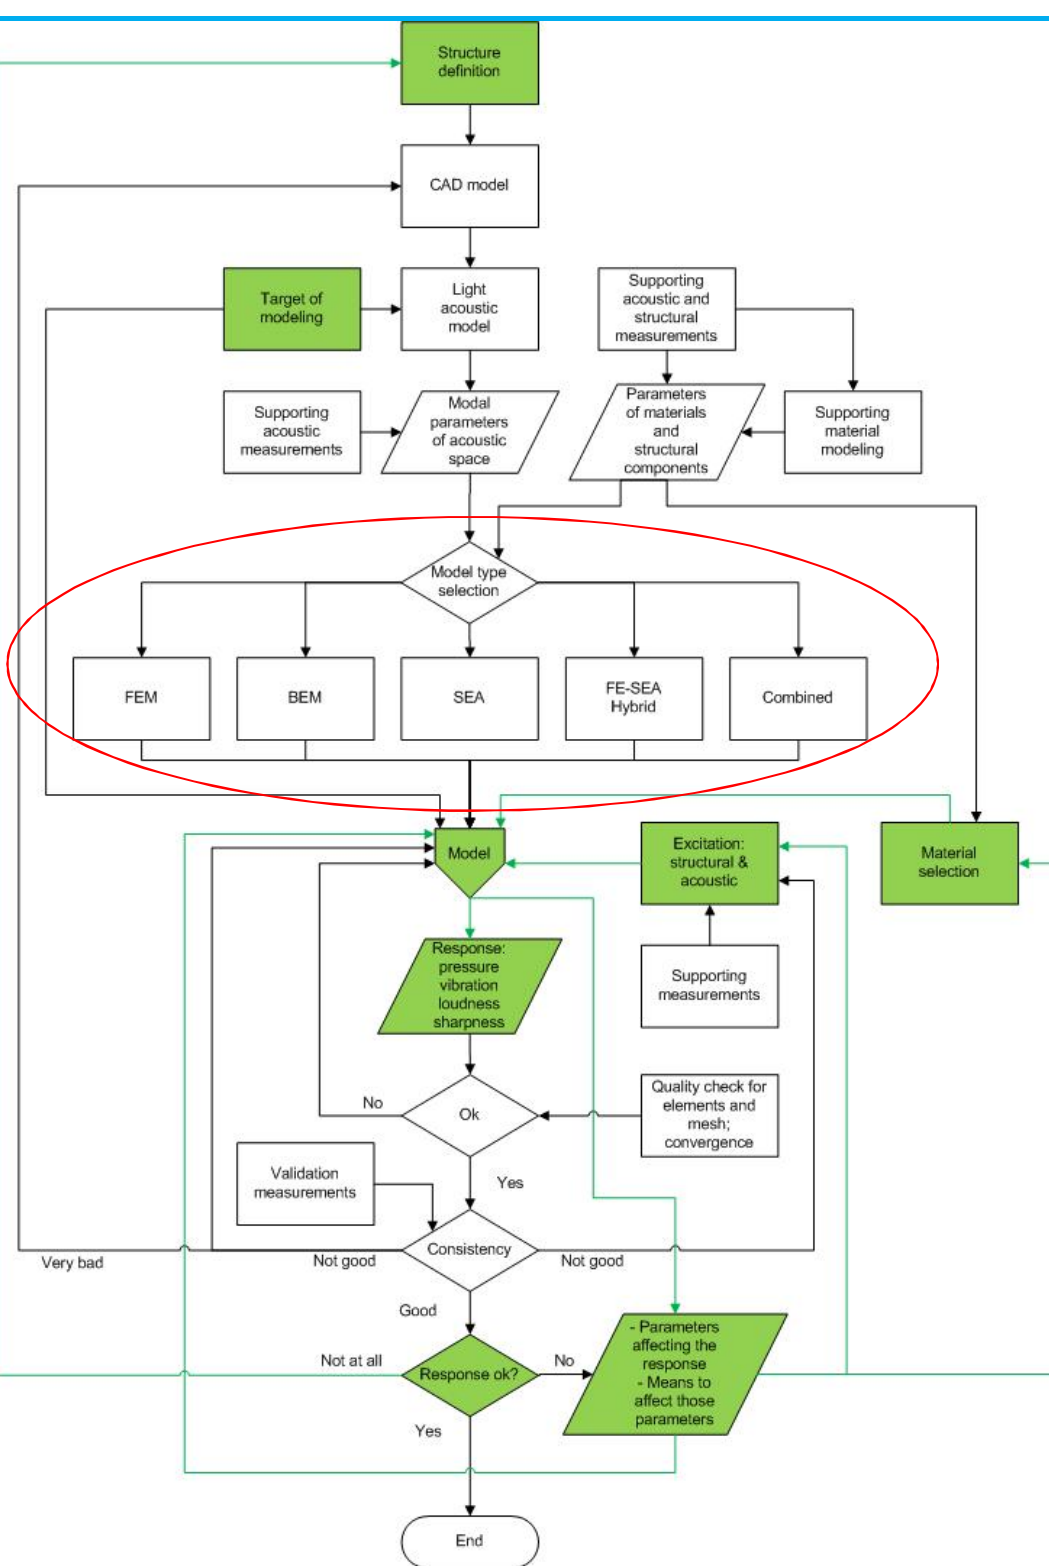 Structure
definition
CAD model
Target of
modeling
Light
acoustic
model
Supporting
acoustic and
structural
measurements
Supporting
acoustic
measurements
Modal
parameters
of acoustic
space
Parameters
of materials
and
structural
components
Supporting
material
modeling
Model type
selection
FEM
BEM
SEA
FE-SEA
Hybrid
Combined
Model
Excitation:
structural &
acoustic
Material
selection
Response:
pressure
vibration
loudness
sharpness
Supporting
measurements
No
Ok
Quality check for
elements and
mesh;
convergence
Yes
Validation
measurements
Consistency
Very bad
Not good
Not good
Good
- Parameters
affecting the
response
- Means to
affect those
parameters
Not at all
Response ok?
No
Yes
End